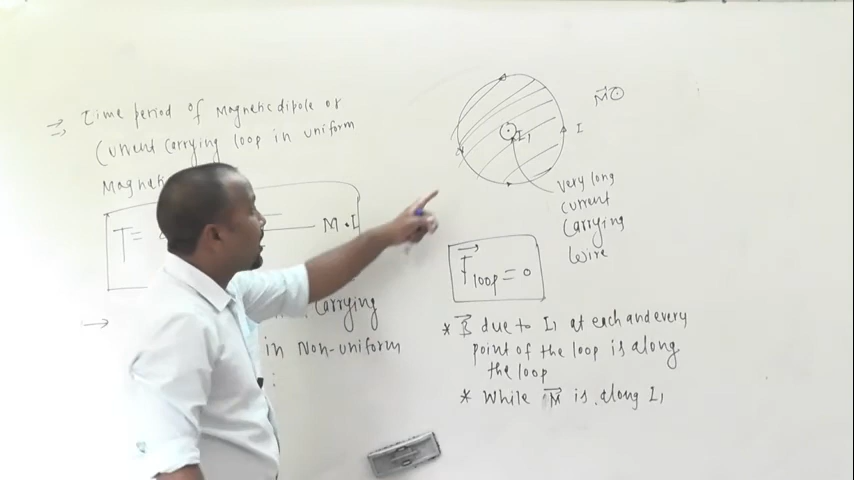 ⇒ Time period of Magnetic dipole or
Current Carrying loop in uniform
Magnetic
T =
M.I
Carrying
in Non-uniform
:
→
M⃗ ⊙
I
I₁
very long
current
Carrying
wire
F⃗loop = 0
* B⃗ due to I₁ at each and every
point of the loop is along
the loop
* While M⃗ is along I₁